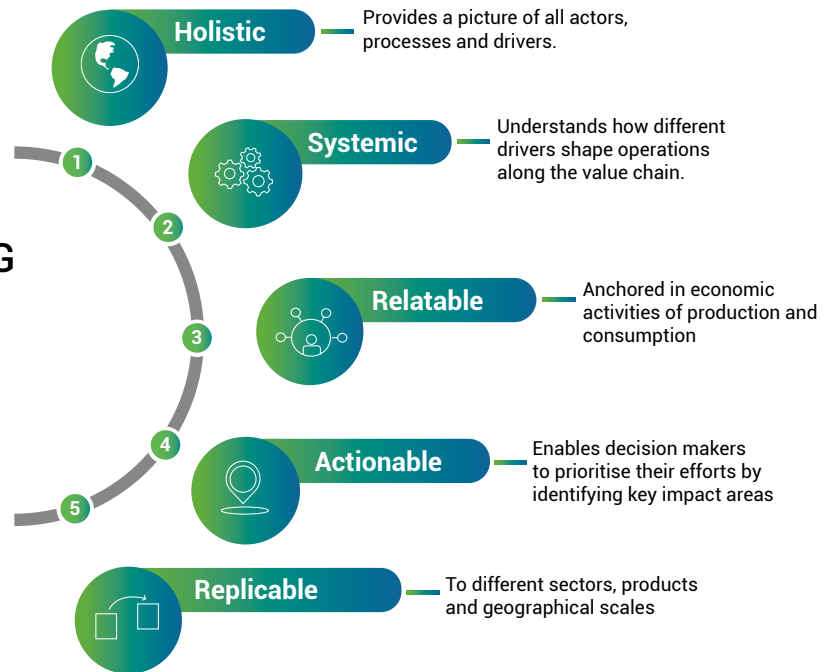 Holistic
Provides a picture of all actors,
processes and drivers.
1
Systemic
Understands how different
drivers shape operations
along the value chain.
2
G
Relatable
Anchored in economic
activities of production and
consumption
3
Actionable
Enables decision makers
to prioritise their efforts by
identifying key impact areas
4
5
Replicable
To different sectors, products
and geographical scales